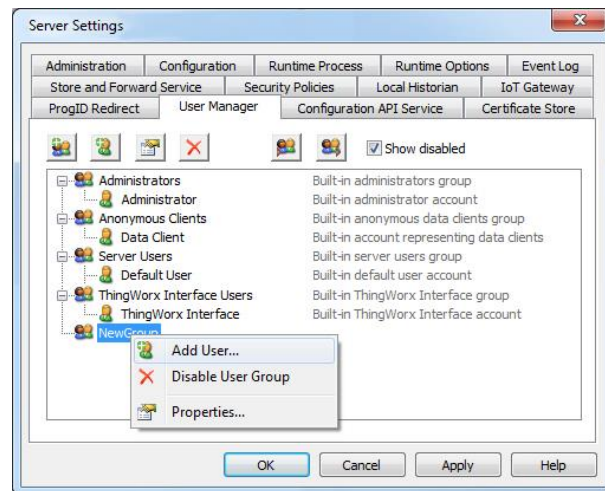 Server Settings
Administration Configuration Runtime Process Runtime Options Event Log
Store and Forward Service Security Policies Local Historian IoT Gateway
ProgID Redirect User Manager Configuration API Service Certificate Store
Show disabled
Administrators Built-in administrators group
Administrator Built-in administrator account
Anonymous Clients Built-in anonymous data clients group
Data Client Built-in account representing data clients
Server Users Built-in server users group
Default User Built-in default user account
ThingWorx Interface Users Built-in ThingWorx Interface group
ThingWorx Interface Built-in ThingWorx Interface account
NewGroup
Add User...
Disable User Group
Properties...
OK Cancel Apply Help